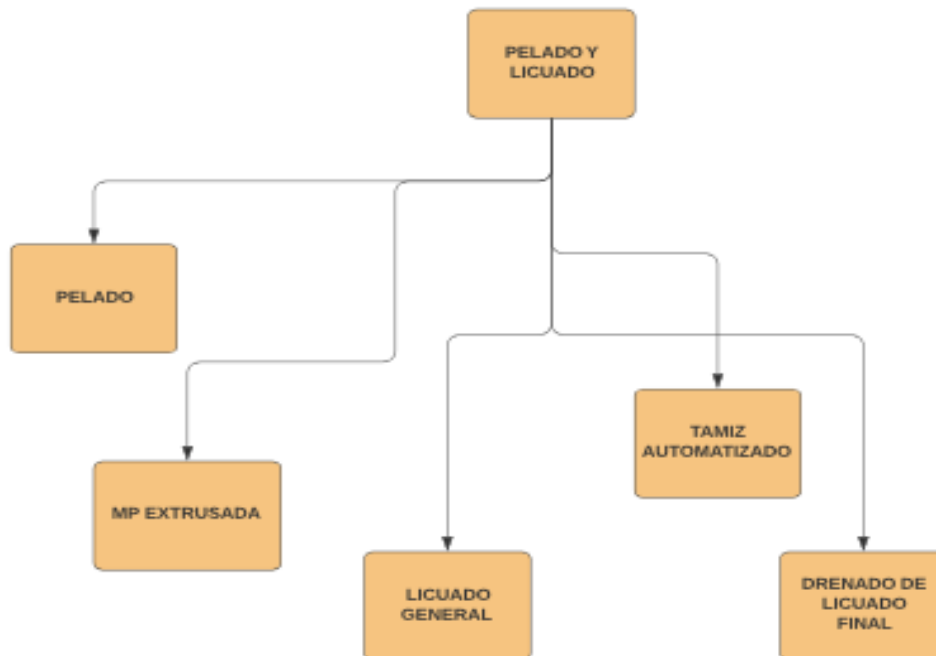 PELADO Y
LICUADO
PELADO
MP EXTRUSADA
LICUADO
GENERAL
TAMIZ
AUTOMATIZADO
DRENADO DE
LICUADO
FINAL